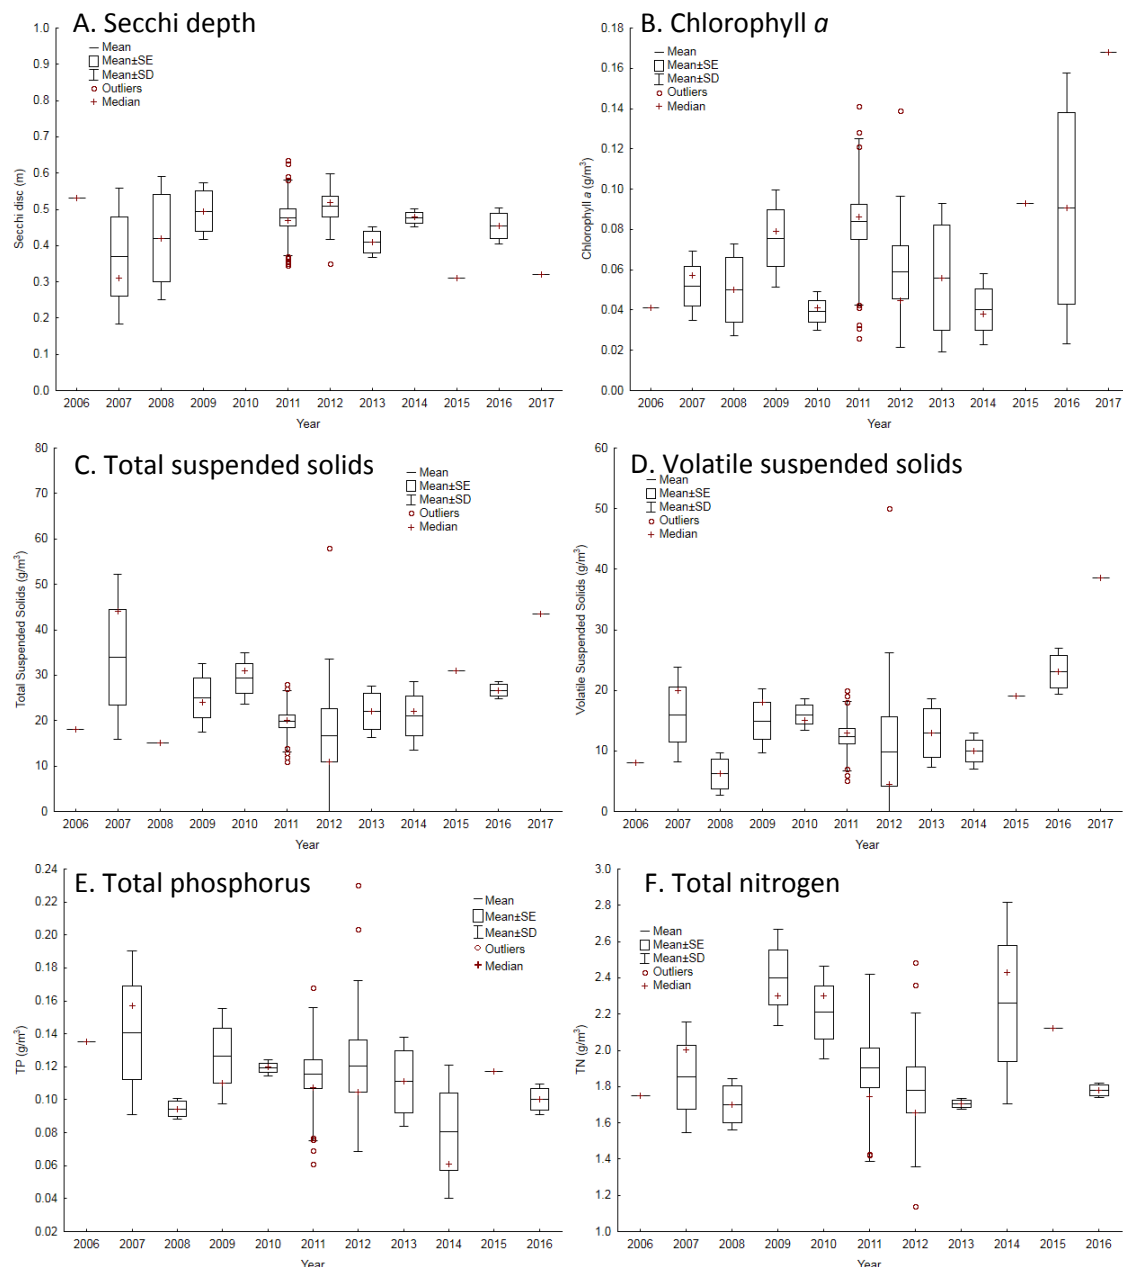 A. Secchi depth
Mean
Mean±SE
Mean±SD
Outliers
Median
1.0
0.9
0.8
0.7
0.6
0.5
0.4
0.3
0.2
0.1
0.0
Secchi disc (m)
2006 2007 2008 2009 2010 2011 2012 2013 2014 2015 2016 2017
Year
B. Chlorophyll a
Mean
Mean±SE
Mean±SD
Outliers
Median
0.18
0.16
0.14
0.12
0.10
0.08
0.06
0.04
0.02
0.00
Chlorophyll a (g/m³)
2006 2007 2008 2009 2010 2011 2012 2013 2014 2015 2016 2017
Year
C. Total suspended solids
Mean
Mean±SE
Mean±SD
Outliers
Median
80
70
60
50
40
30
20
10
0
Total Suspended Solids (g/m³)
2006 2007 2008 2009 2010 2011 2012 2013 2014 2015 2016 2017
Year
D. Volatile suspended solids
Mean
Mean±SE
Mean±SD
Outliers
Median
60
50
40
30
20
10
0
Volatile Suspended Solids (g/m³)
2006 2007 2008 2009 2010 2011 2012 2013 2014 2015 2016 2017
Year
E. Total phosphorus
Mean
Mean±SE
Mean±SD
Outliers
Median
0.24
0.22
0.20
0.18
0.16
0.14
0.12
0.10
0.08
0.06
0.04
0.02
TP (g/m³)
2006 2007 2008 2009 2010 2011 2012 2013 2014 2015 2016
Year
F. Total nitrogen
Mean
Mean±SE
Mean±SD
Outliers
Median
3.0
2.8
2.6
2.4
2.2
2.0
1.8
1.6
1.4
1.2
1.0
TN (g/m³)
2006 2007 2008 2009 2010 2011 2012 2013 2014 2015 2016
Year